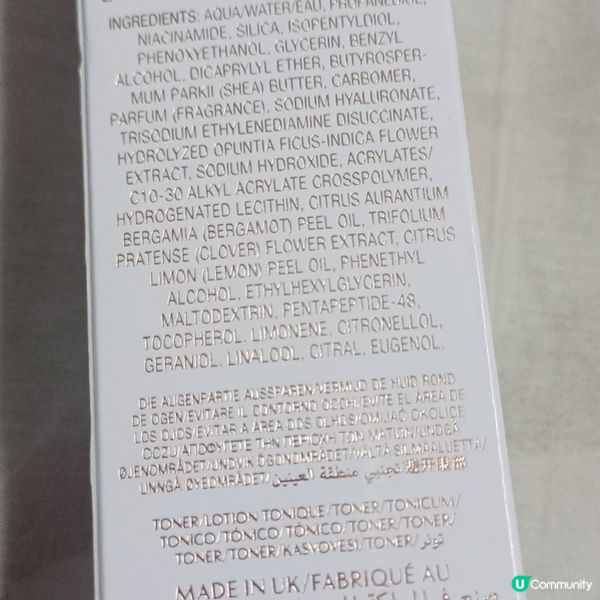 INGREDIENTS: AQUA/WATER/EAU, PROPANEDIOL,
NIACINAMIDE, SILICA, ISOPENTYLDIOL,
PHENOXYETHANOL, GLYCERIN, BENZYL
ALCOHOL, DICAPRYLYL ETHER, BUTYROSPER-
MUM PARKII (SHEA) BUTTER, CARBOMER,
PARFUM (FRAGRANCE), SODIUM HYALURONATE,
TRISODIUM ETHYLENEDIAMINE DISUCCINATE,
HYDROLYZED OPUNTIA FICUS-INDICA FLOWER
EXTRACT, SODIUM HYDROXIDE, ACRYLATES/
C10-30 ALKYL ACRYLATE CROSSPOLYMER,
HYDROGENATED LECITHIN, CITRUS AURANTIUM
BERGAMIA (BERGAMOT) PEEL OIL, TRIFOLIUM
PRATENSE (CLOVER) FLOWER EXTRACT, CITRUS
LIMON (LEMON) PEEL OIL, PHENETHYL
ALCOHOL, ETHYLHEXYLGLYCERIN,
MALTODEXTRIN, PENTAPEPTIDE-48,
TOCOPHEROL, LIMONENE, CITRONELLOL,
GERANIOL, LINALOOL, CITRAL, EUGENOL.
DIE AUGENPARTIE AUSSPAREN/VERMIJD DE HUID ROND
DE OGEN/EVITARE IL CONTORNO OCCHI/EVITE EL ÁREA DE
LOS OJOS/EVITAR A ÁREA DOS OLHOS/OMIJAĆ OKOLICE
OCZU/ΑΠΟΦΥΓΕΤΕ ΤΗΝ ΠΕΡΙΟΧΗ ΤΩΝ ΜΑΤΙΩΝ/UNDGÅ
ØJENOMRÅDET/UNDVIK ÖGONOMRÅDET/VÄLTÄ SILMÄALUETTA/
UNNGÅ ØYEOMRÅDET/تجنبي منطقة العينين/避开眼部
TONER/LOTION TONIQUE/TONER/TONICUM/
TONICO/TÓNICO/TÓNICO/TONER/TONER/
TONER/TONER/KASVOVESI/TONER/تونر
MADE IN UK/FABRIQUÉ AU
U Community